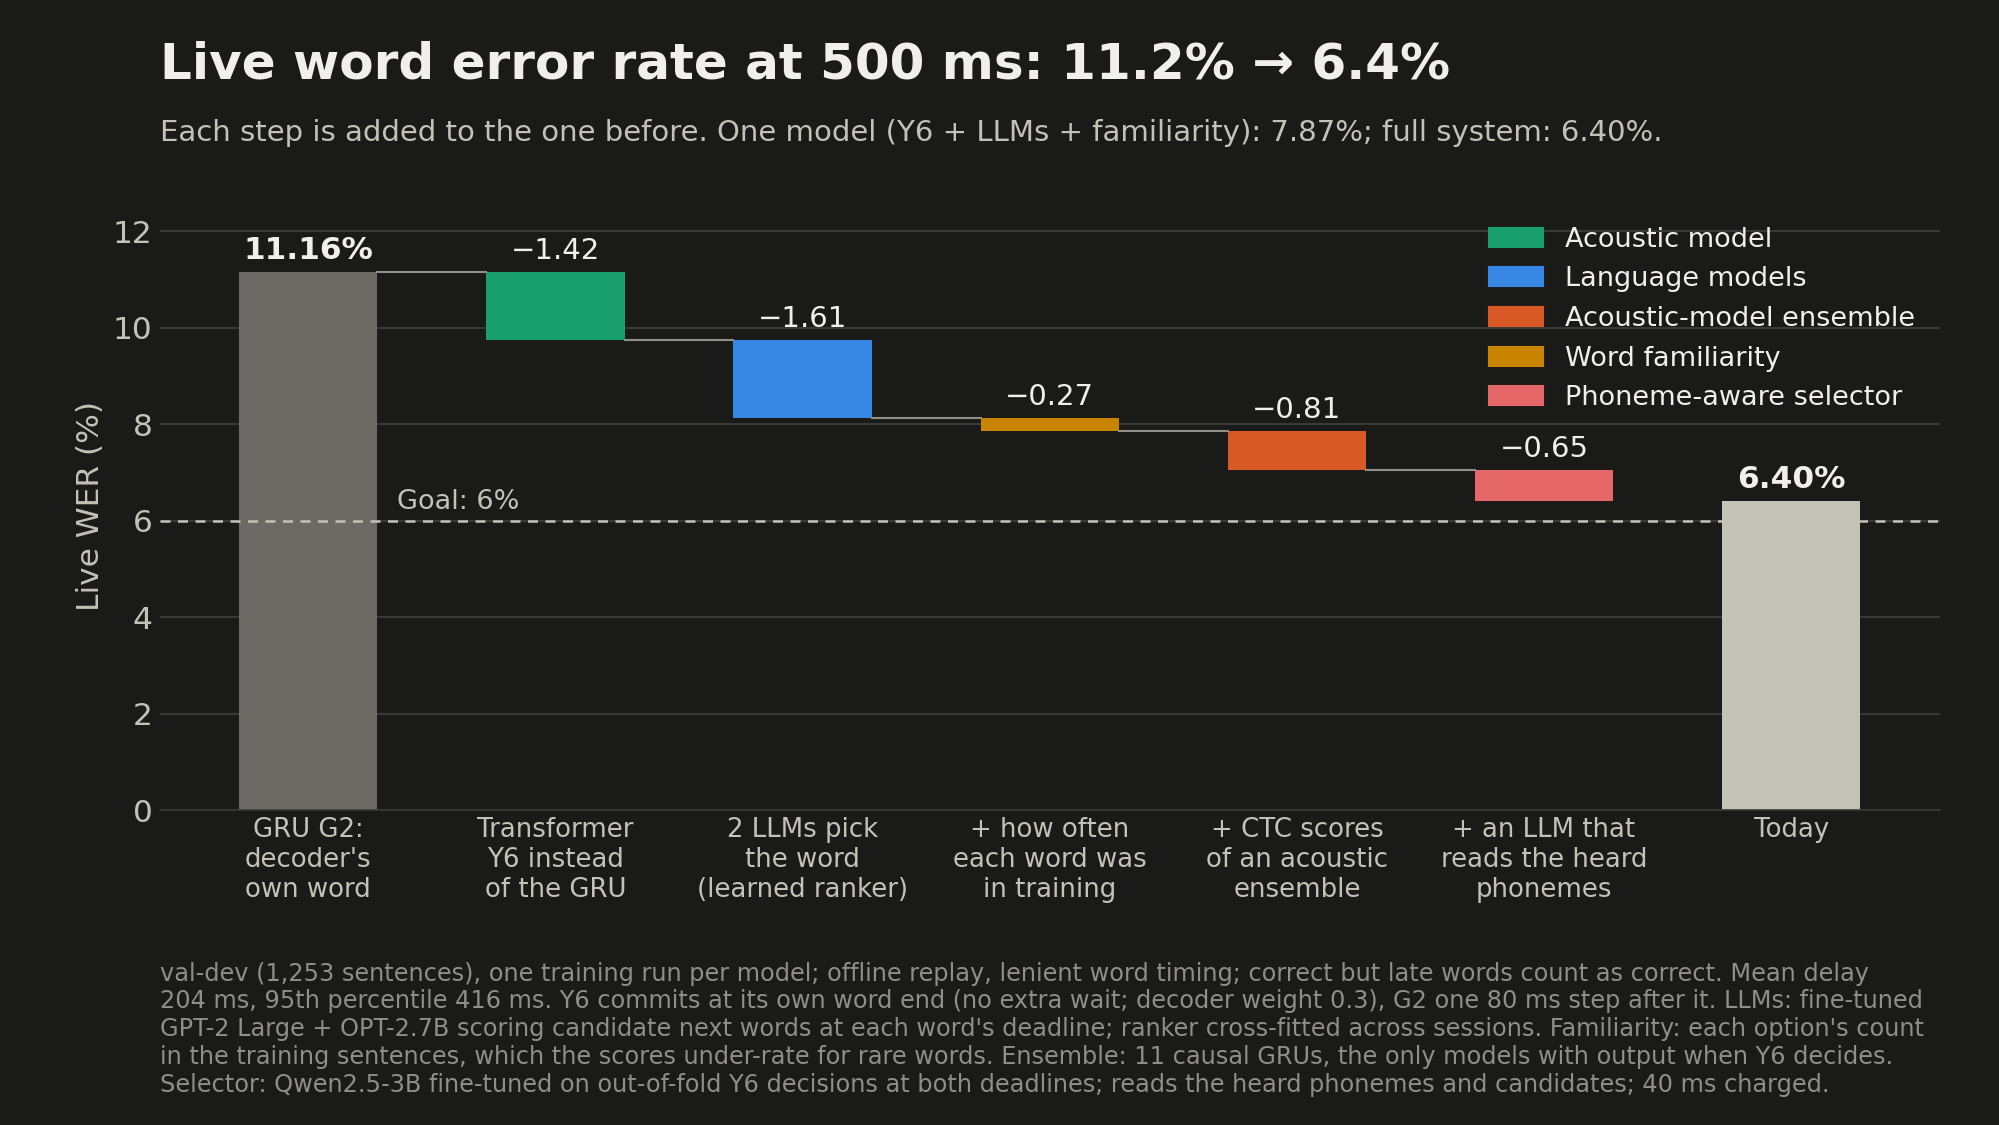 Live word error rate at 500 ms: 11.2% → 6.4%
Each step is added to the one before. One model (Y6 + LLMs + familiarity): 7.87%; full system: 6.40%.
Live WER (%)
12
10
8
6
4
2
0
11.16%
−1.42
−1.61
−0.27
−0.81
−0.65
6.40%
Goal: 6%
Acoustic model
Language models
Acoustic-model ensemble
Word familiarity
Phoneme-aware selector
GRU G2:
decoder's
own word
Transformer
Y6 instead
of the GRU
2 LLMs pick
the word
(learned ranker)
+ how often
each word was
in training
+ CTC scores
of an acoustic
ensemble
+ an LLM that
reads the heard
phonemes
Today
val-dev (1,253 sentences), one training run per model; offline replay, lenient word timing; correct but late words count as correct. Mean delay
204 ms, 95th percentile 416 ms. Y6 commits at its own word end (no extra wait; decoder weight 0.3), G2 one 80 ms step after it. LLMs: fine-tuned
GPT-2 Large + OPT-2.7B scoring candidate next words at each word's deadline; ranker cross-fitted across sessions. Familiarity: each option's count
in the training sentences, which the scores under-rate for rare words. Ensemble: 11 causal GRUs, the only models with output when Y6 decides.
Selector: Qwen2.5-3B fine-tuned on out-of-fold Y6 decisions at both deadlines; reads the heard phonemes and candidates; 40 ms charged.